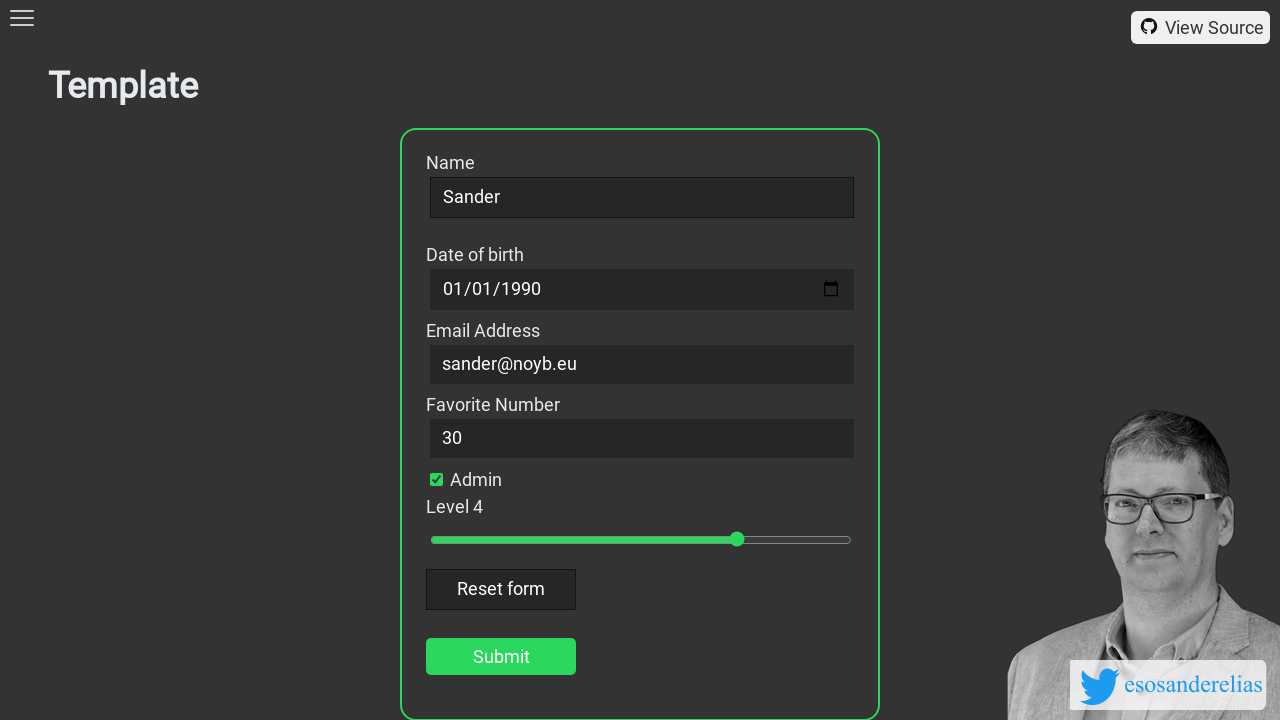 View Source
Template
Name
Sander
Date of birth
01/01/1990
Email Address
sander@noyb.eu
Favorite Number
30
Admin
Level 4
Reset form
Submit
esosanderelias